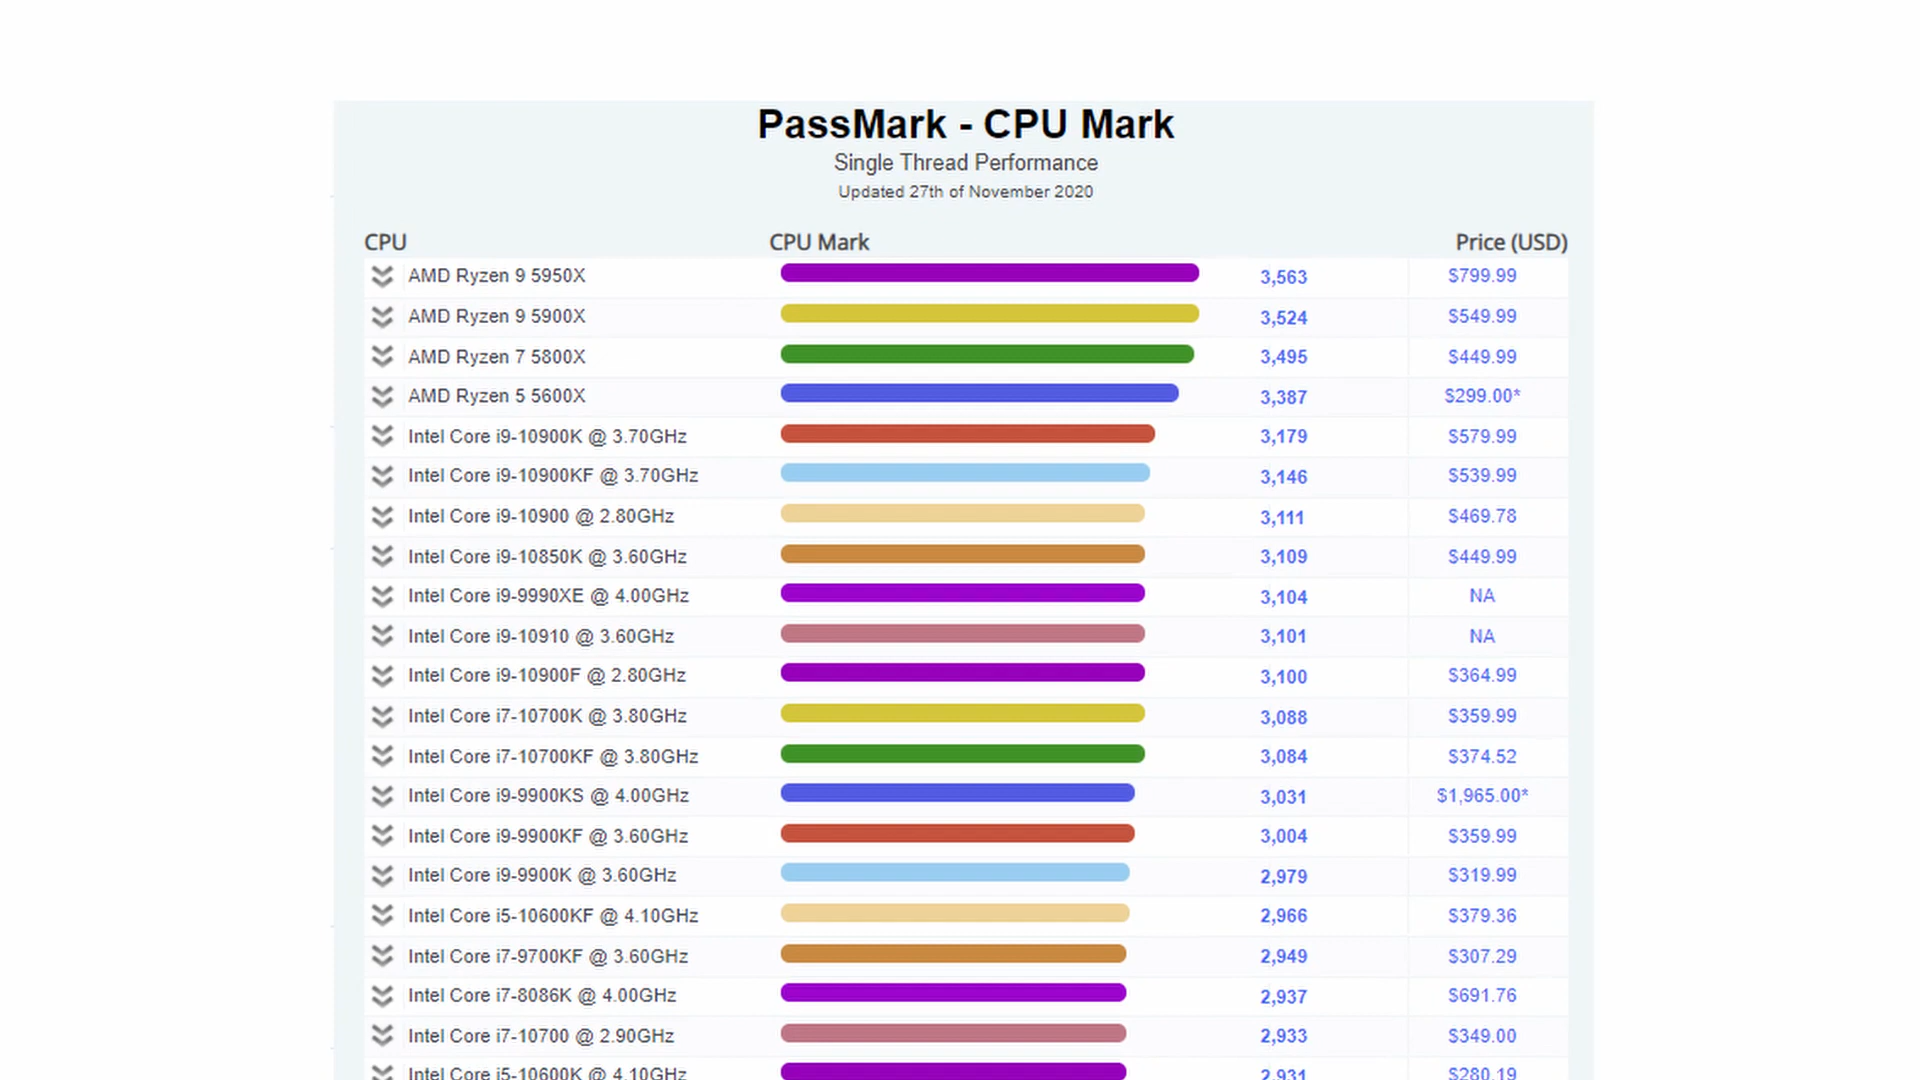 PassMark - CPU Mark
Single Thread Performance
Updated 27th of November 2020
CPU CPU Mark Price (USD)
AMD Ryzen 9 5950X 3,563 $799.99
AMD Ryzen 9 5900X 3,524 $549.99
AMD Ryzen 7 5800X 3,495 $449.99
AMD Ryzen 5 5600X 3,387 $299.00*
Intel Core i9-10900K @ 3.70GHz 3,179 $579.99
Intel Core i9-10900KF @ 3.70GHz 3,146 $539.99
Intel Core i9-10900 @ 2.80GHz 3,111 $469.78
Intel Core i9-10850K @ 3.60GHz 3,109 $449.99
Intel Core i9-9990XE @ 4.00GHz 3,104 NA
Intel Core i9-10910 @ 3.60GHz 3,101 NA
Intel Core i9-10900F @ 2.80GHz 3,100 $364.99
Intel Core i7-10700K @ 3.80GHz 3,088 $359.99
Intel Core i7-10700KF @ 3.80GHz 3,084 $374.52
Intel Core i9-9900KS @ 4.00GHz 3,031 $1,965.00*
Intel Core i9-9900KF @ 3.60GHz 3,004 $359.99
Intel Core i9-9900K @ 3.60GHz 2,979 $319.99
Intel Core i5-10600KF @ 4.10GHz 2,966 $379.36
Intel Core i7-9700KF @ 3.60GHz 2,949 $307.29
Intel Core i7-8086K @ 4.00GHz 2,937 $691.76
Intel Core i7-10700 @ 2.90GHz 2,933 $349.00
Intel Core i5-10600K @ 4.10GHz 2,931 $280.19